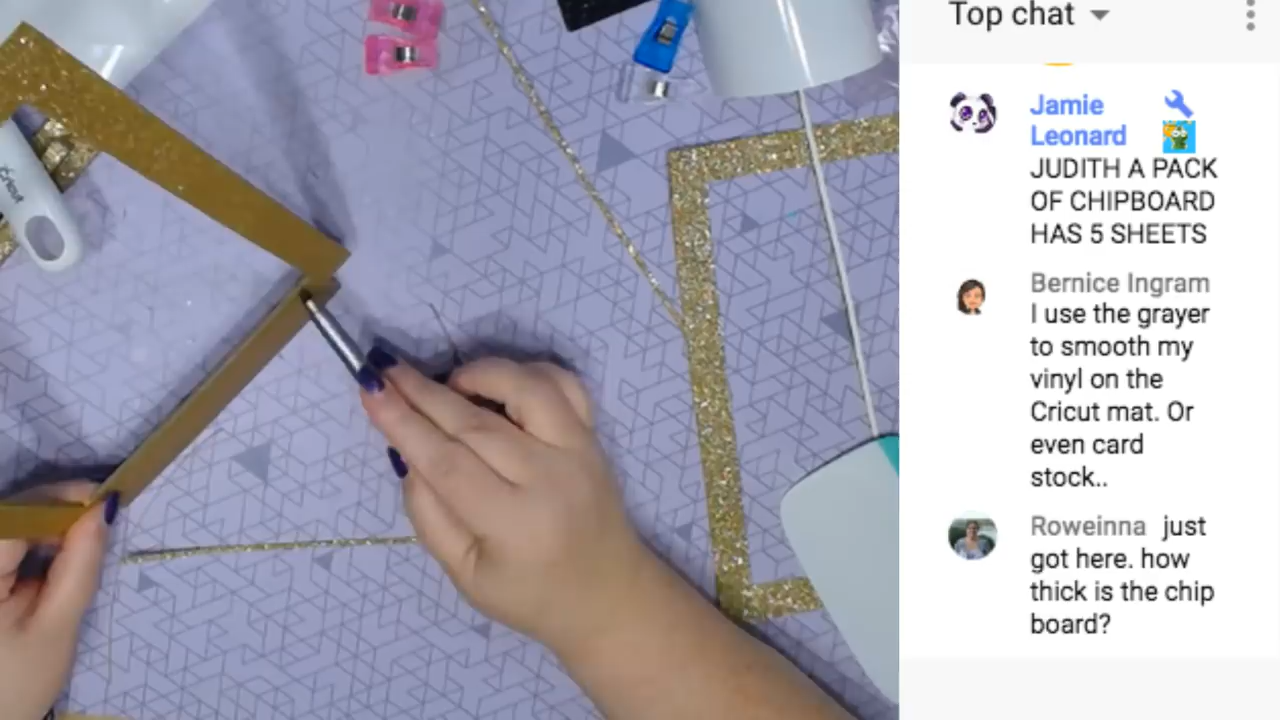 Top chat
Jamie
Leonard
JUDITH A PACK
OF CHIPBOARD
HAS 5 SHEETS
Bernice Ingram
I use the grayer
to smooth my
vinyl on the
Cricut mat. Or
even card
stock..
Roweinna just
got here. how
thick is the chip
board?
cricut